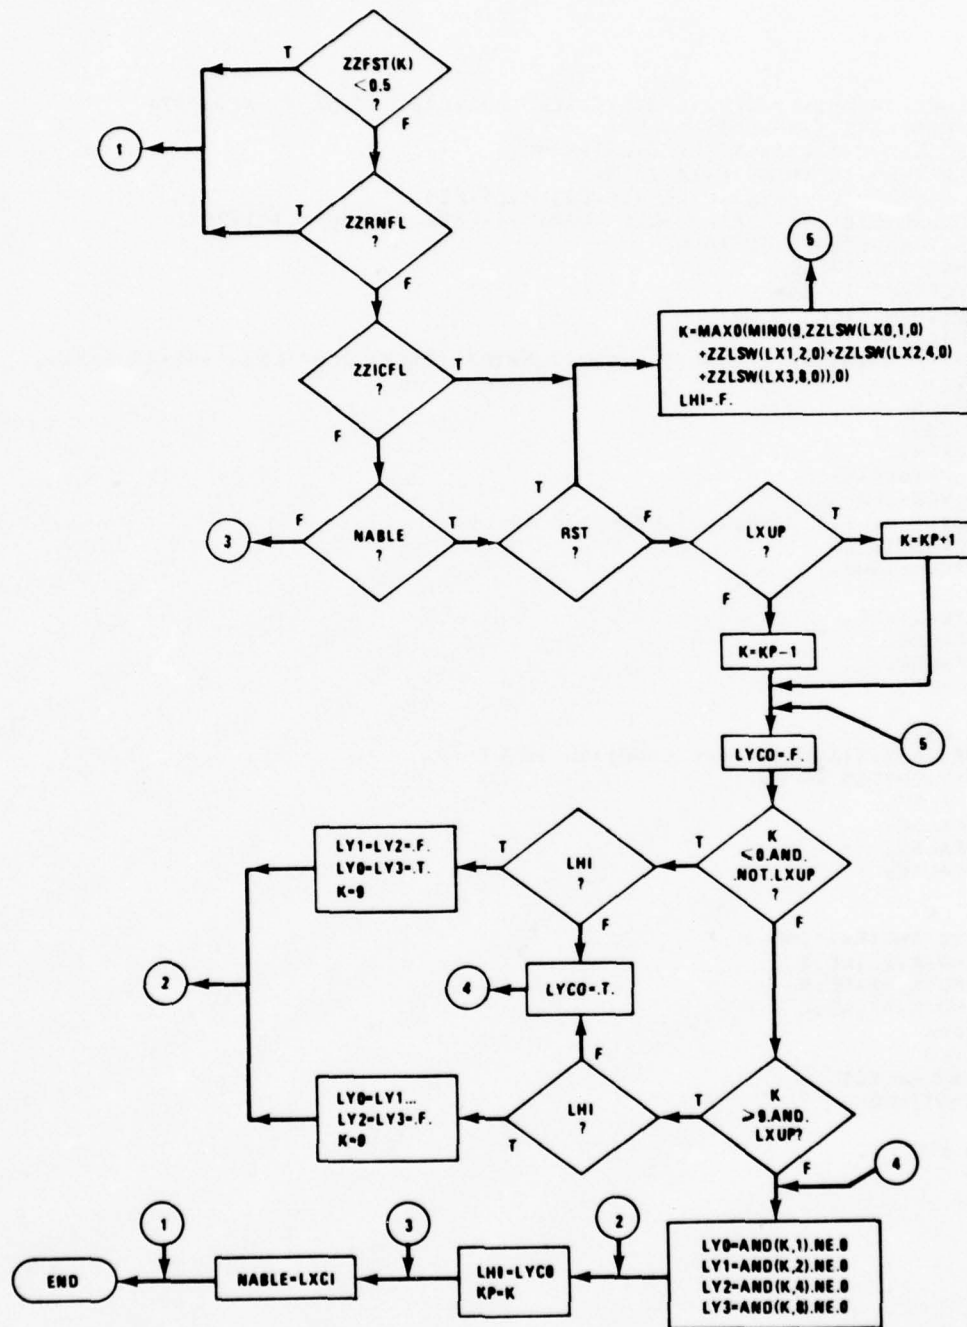 T
ZZFST(K)
<0.5
?
F
1
T
ZZRNFL
?
F
5
K=MAX0(MIN0(9,ZZLSW(LX0,1,0)
+ZZLSW(LX1,2,0)+ZZLSW(LX2,4,0)
+ZZLSW(LX3,8,0)),0)
LHI=.F.
ZZICFL
?
T
F
3
F
NABLE
?
T
T
RST
?
F
LXUP
?
T
F
K=KP+1
K=KP-1
5
LYCO=.F.
LY1=LY2=.F.
LY0=LY3=.T.
K=9
T
LHI
?
F
T
K
≤0.AND.
.NOT.LXUP
?
F
2
4
LYCO=.T.
F
LY0=LY1...
LY2=LY3=.F.
K=0
T
LHI
?
T
K
≥9.AND.
LXUP?
F
4
1
3
2
END
NABLE=LXCI
LHI=LYCO
KP=K
LY0=AND(K,1).NE.0
LY1=AND(K,2).NE.0
LY2=AND(K,4).NE.0
LY3=AND(K,8).NE.0